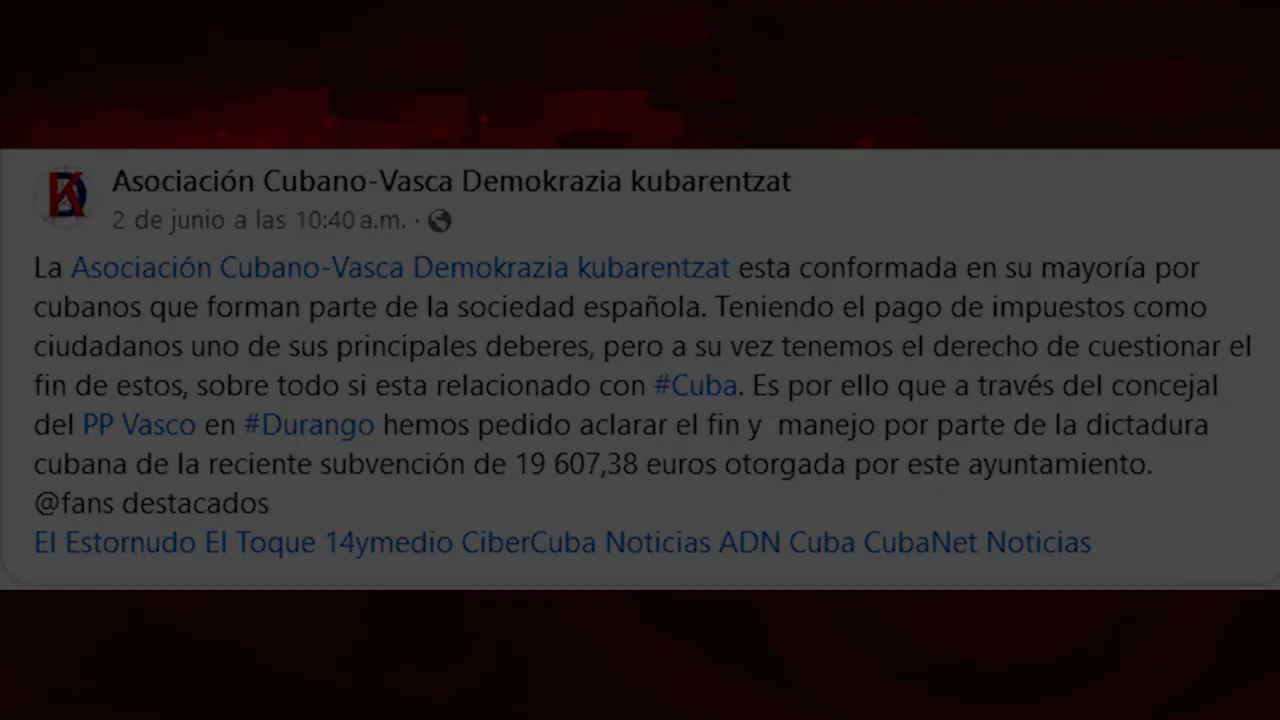 Asociación Cubano-Vasca Demokrazia kubarentzat
2 de junio a las 10:40 a.m. ·
La Asociación Cubano-Vasca Demokrazia kubarentzat esta conformada en su mayoría por
cubanos que forman parte de la sociedad española. Teniendo el pago de impuestos como
ciudadanos uno de sus principales deberes, pero a su vez tenemos el derecho de cuestionar el
fin de estos, sobre todo si esta relacionado con #Cuba. Es por ello que a través del concejal
del PP Vasco en #Durango hemos pedido aclarar el fin y  manejo por parte de la dictadura
cubana de la reciente subvención de 19 607,38 euros otorgada por este ayuntamiento.
@fans destacados
El Estornudo El Toque 14ymedio CiberCuba Noticias ADN Cuba CubaNet Noticias